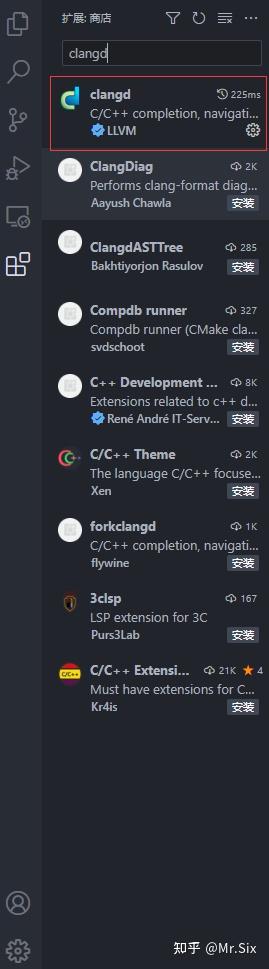 扩展: 商店
clangd
clangd 225ms
C/C++ completion, navigati...
LLVM
ClangDiag 2K
Performs clang-format diag...
Aayush Chawla 安装
ClangdASTTree 285
Bakhtiyorjon Rasulov 安装
Compdb runner 327
Compdb runner (CMake cla...
svdschoot 安装
C++ Development ... 8K
Extensions related to c++ d...
René André IT-Serv... 安装
C/C++ Theme 2K
The language C/C++ focuse...
Xen 安装
forkclangd 1K
C/C++ completion, navigati...
flywine 安装
3clsp 167
LSP extension for 3C
Purs3Lab 安装
C/C++ Extensi... 21K 4
C/C++
Must have extensions for C...
Kr4is 安装
知乎 @Mr.Six